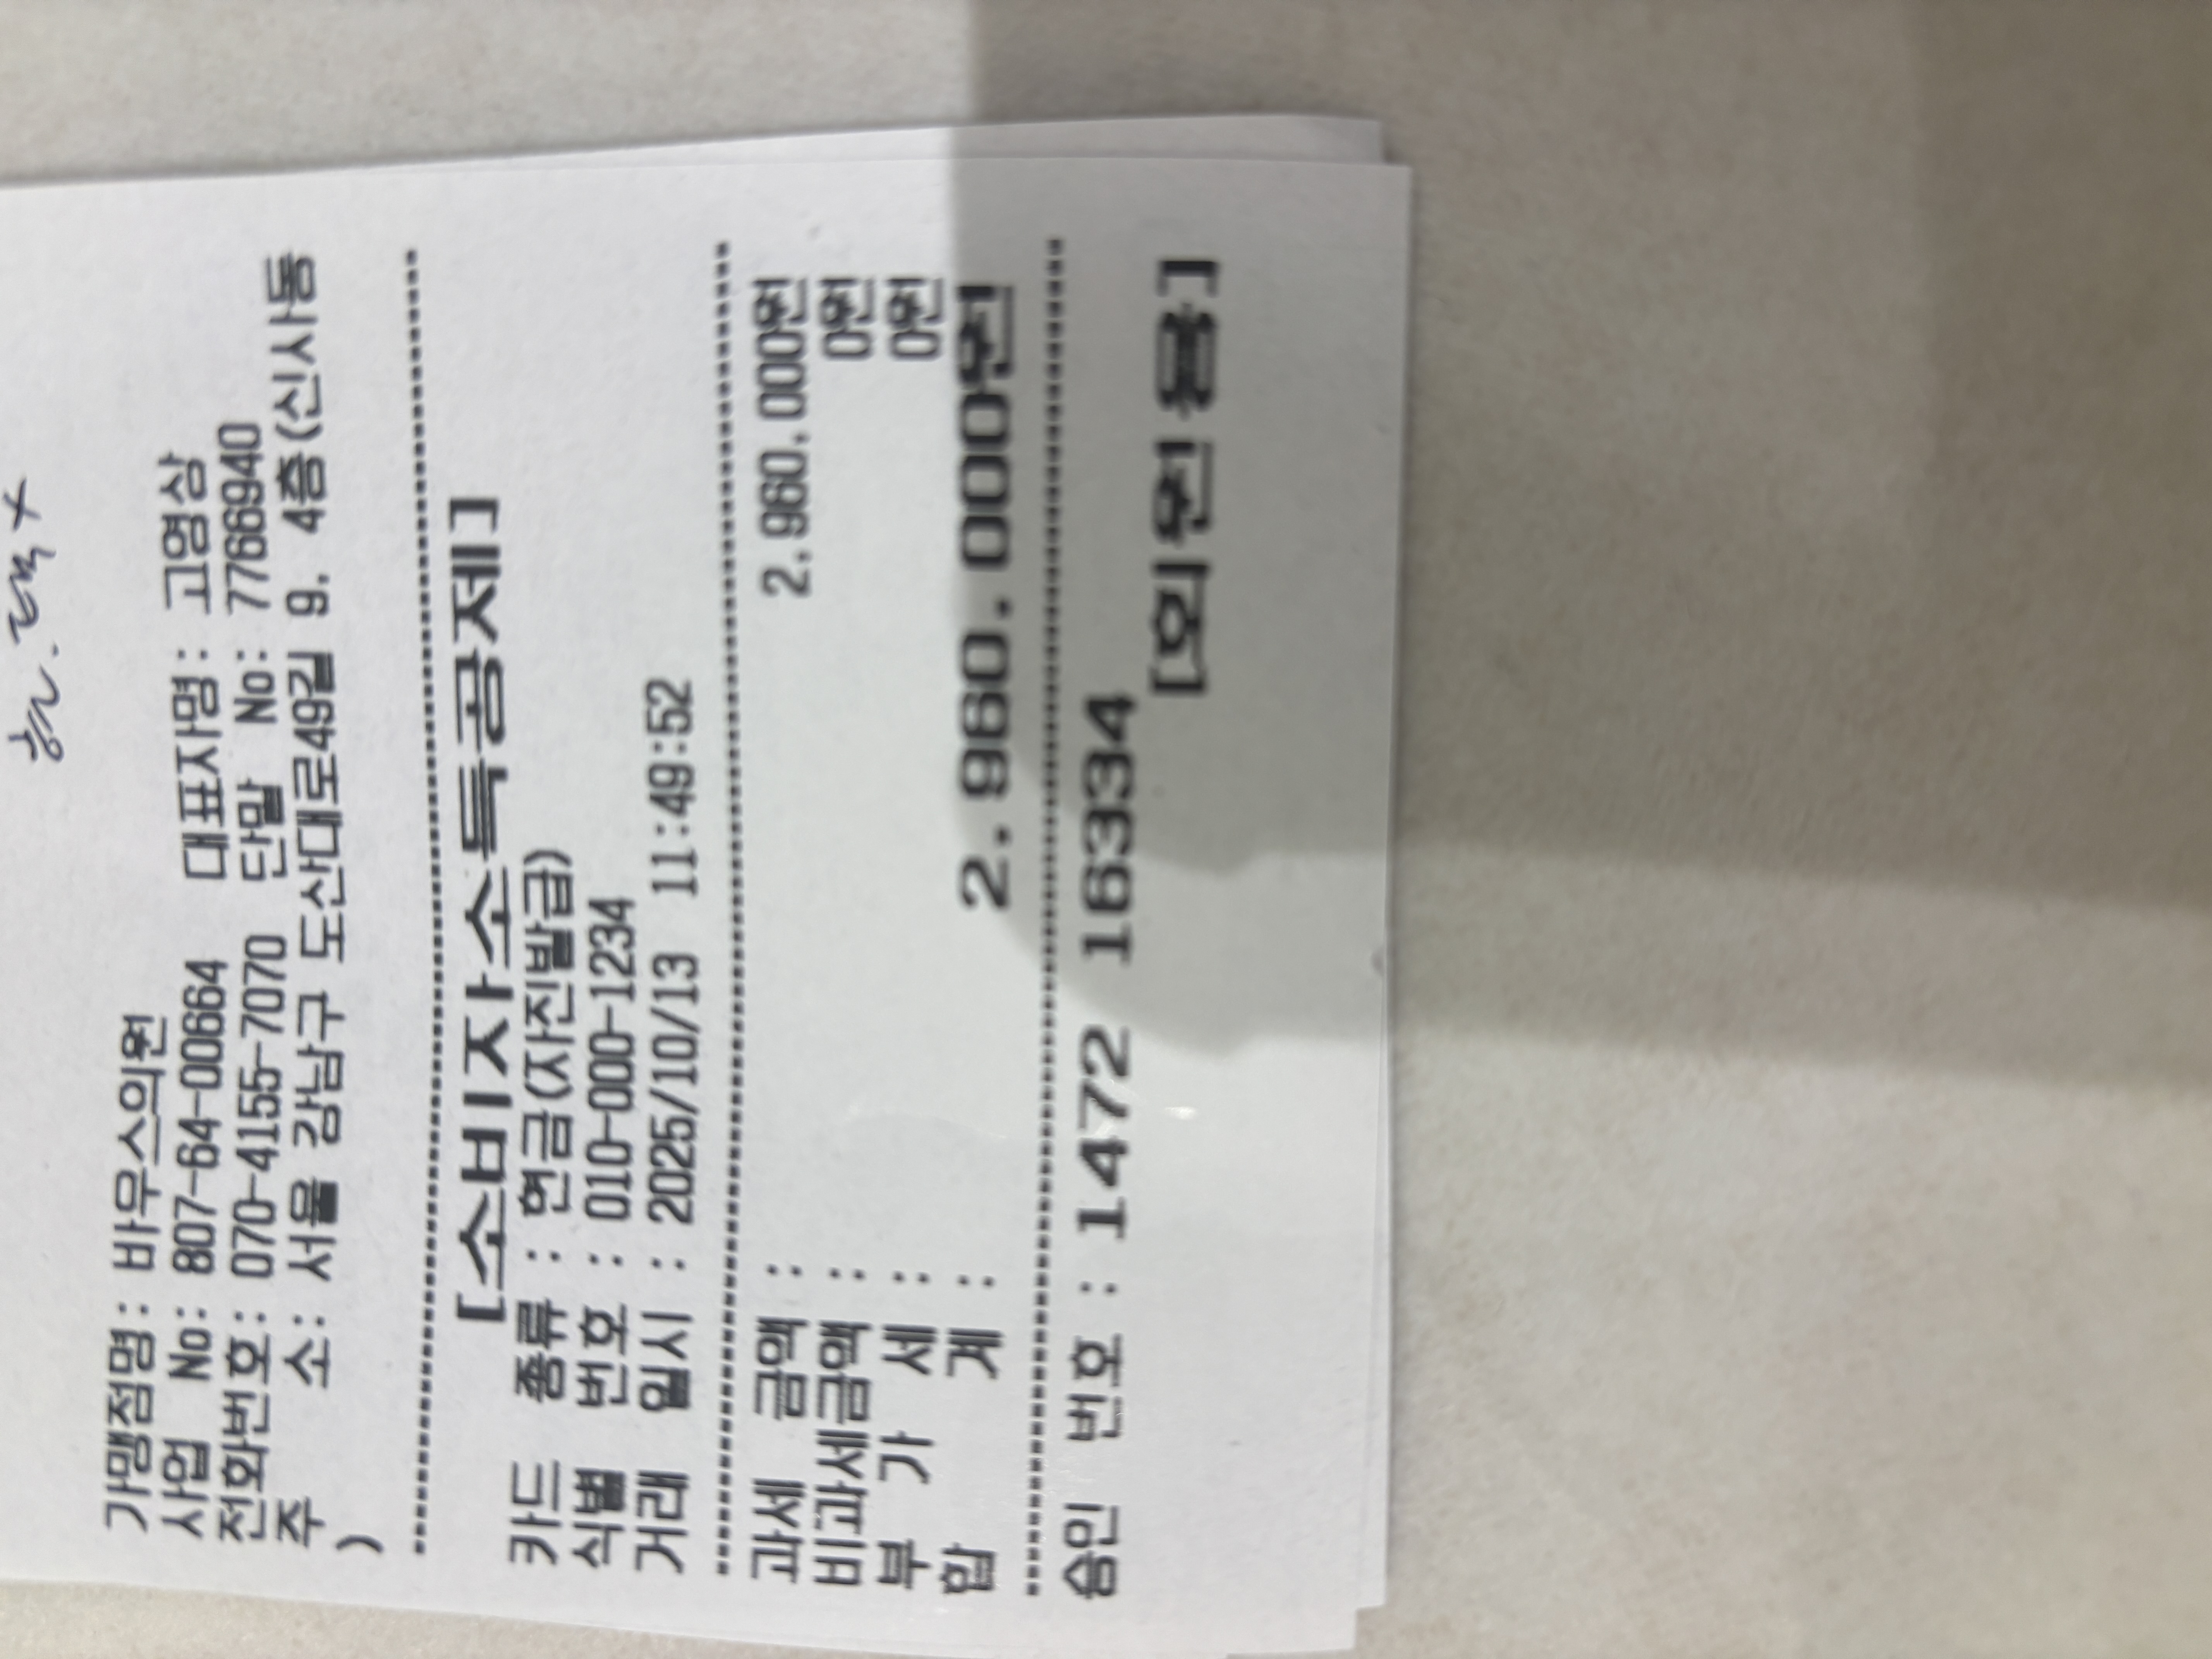 가맹점명: 바우스의원
사업 No: 807-64-00664 대표자명: 고영상
전화번호: 070-4155-7070 단말 No: 77766940
주 소: 서울 강남구 도산대로49길 9. 4층(신사동
)
[소비자소득공제]
카드 종류 : 현금(자진발급)
식별 번호 : 010-000-1234
거래 일시 : 2025/10/13 11:49:52
과세 금액 : 2.960.000원
비과세금액 : 0원
부 가 세 : 0원
합 계 : 2.960.000원
승인 번호 : 1472 16334
[회원용]